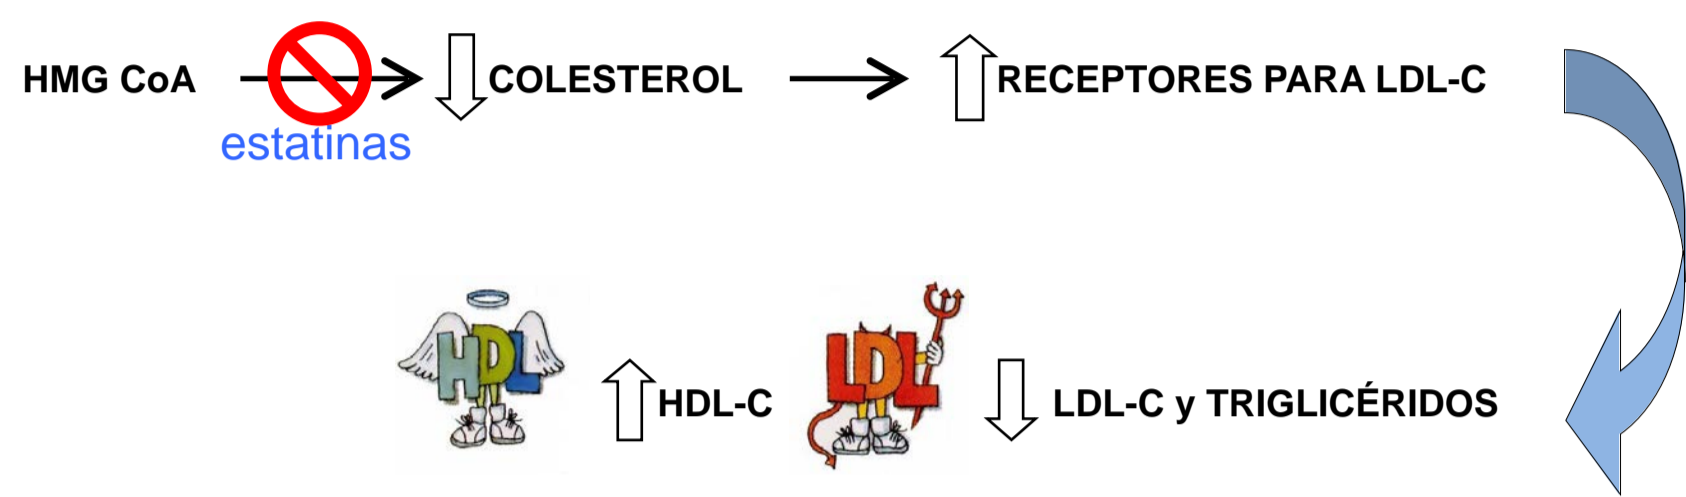 HMG CoA
COLESTEROL
RECEPTORES PARA LDL-C
estatinas
HDL
HDL-C
LDL
LDL-C y TRIGLICÉRIDOS